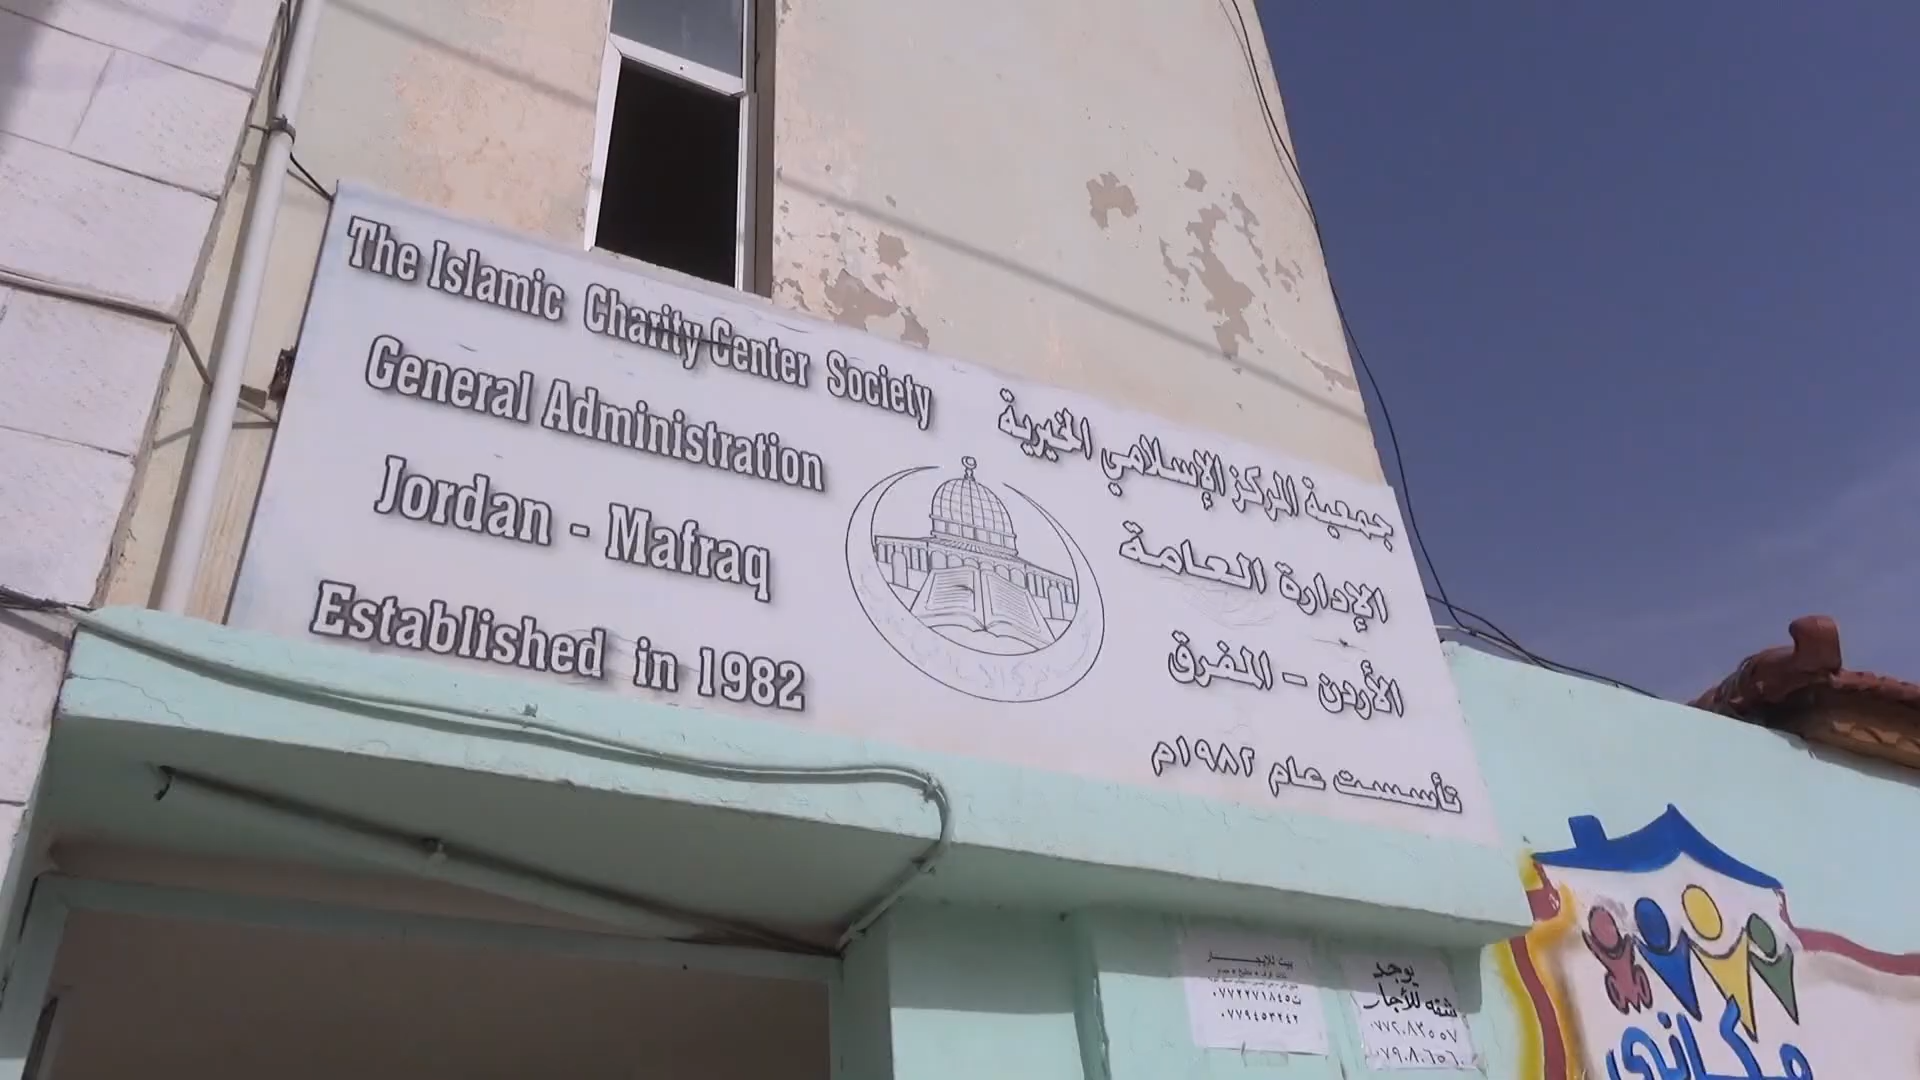 The Islamic Charity Center Society
General Administration
Jordan - Mafraq
Established in 1982
جمعية المركز الإسلامي الخيرية
الإدارة العامة
الأردن - المفرق
تأسست عام ١٩٨٢م
بيت للإيجار
٠٧٧٩٤٥٣٢٤٢
يوجد
شقه للأجار
مكاني